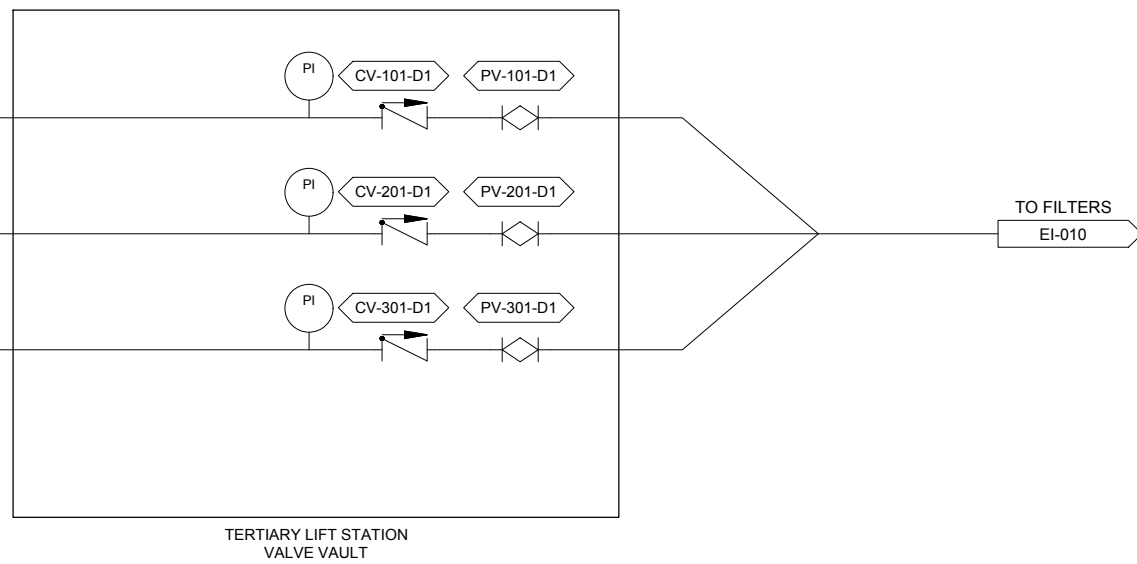 PI
CV-101-D1
PV-101-D1
PI
CV-201-D1
PV-201-D1
TO FILTERS
EI-010
PI
CV-301-D1
PV-301-D1
TERTIARY LIFT STATION
VALVE VAULT